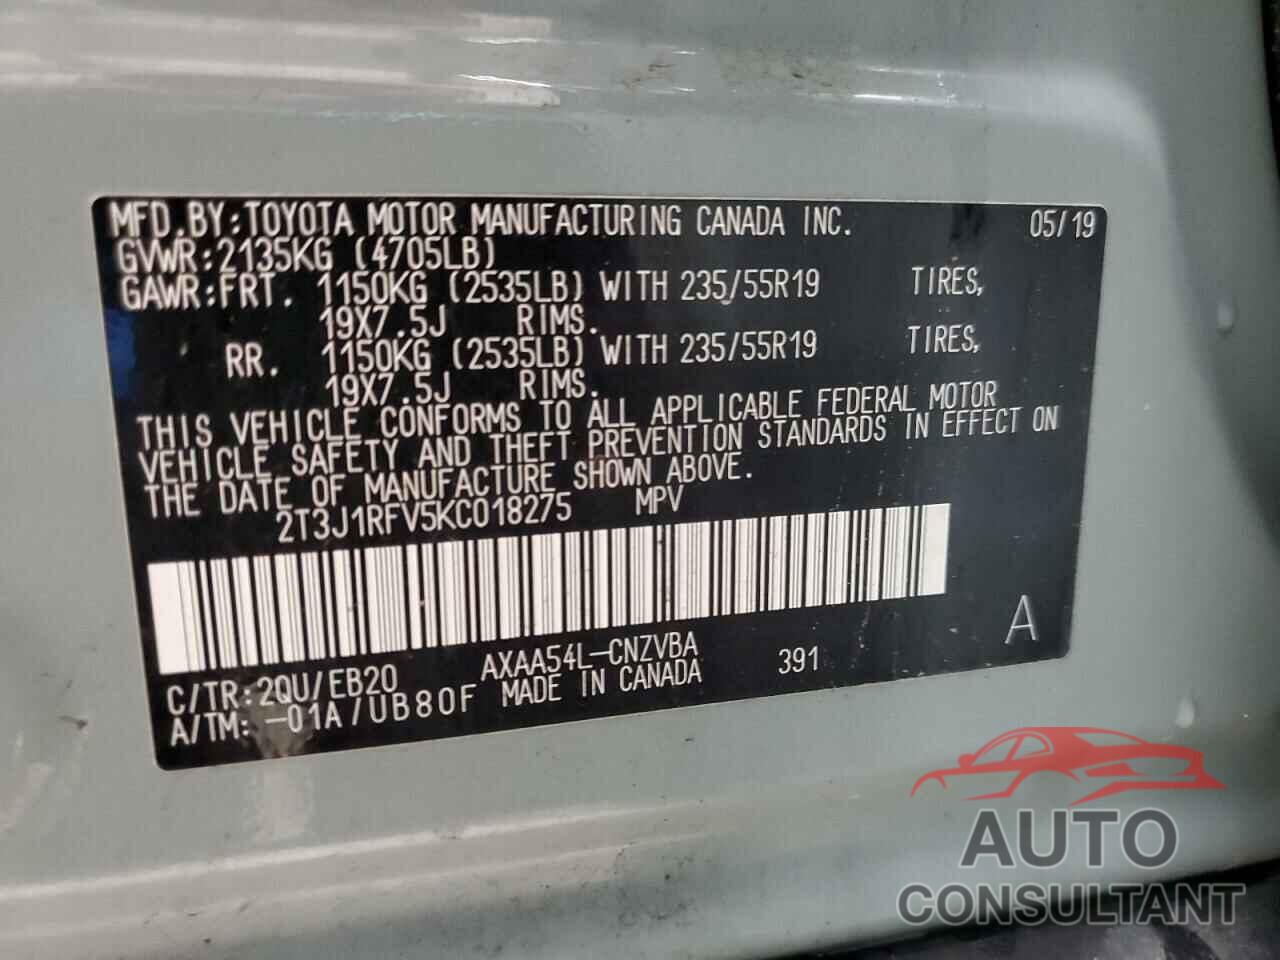 MFD.BY:TOYOTA MOTOR MANUFACTURING CANADA INC. 05/19
GVWR:2135KG (4705LB)
GAWR:FRT. 1150KG (2535LB) WITH 235/55R19 TIRES,
19X7.5J RIMS.
RR. 1150KG (2535LB) WITH 235/55R19 TIRES,
19X7.5J RIMS.
THIS VEHICLE CONFORMS TO ALL APPLICABLE FEDERAL MOTOR
VEHICLE SAFETY AND THEFT PREVENTION STANDARDS IN EFFECT ON
THE DATE OF MANUFACTURE SHOWN ABOVE.
2T3J1RFV5KC018275 MPV
A
C/TR:2QU/EB20 AXAA54L-CNZVBA 391
A/TM:-01A/UB80F MADE IN CANADA
AUTO
CONSULTANT